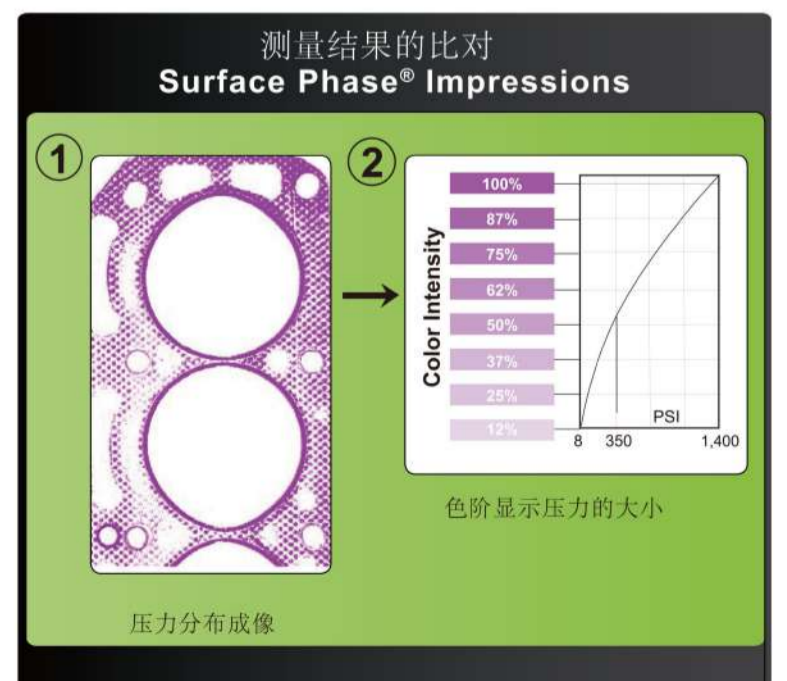 测量结果的比对
Surface Phase® Impressions
①
压力分布成像
②
Color Intensity
100%
87%
75%
62%
50%
37%
25%
12%
PSI
8 350 1,400
色阶显示压力的大小